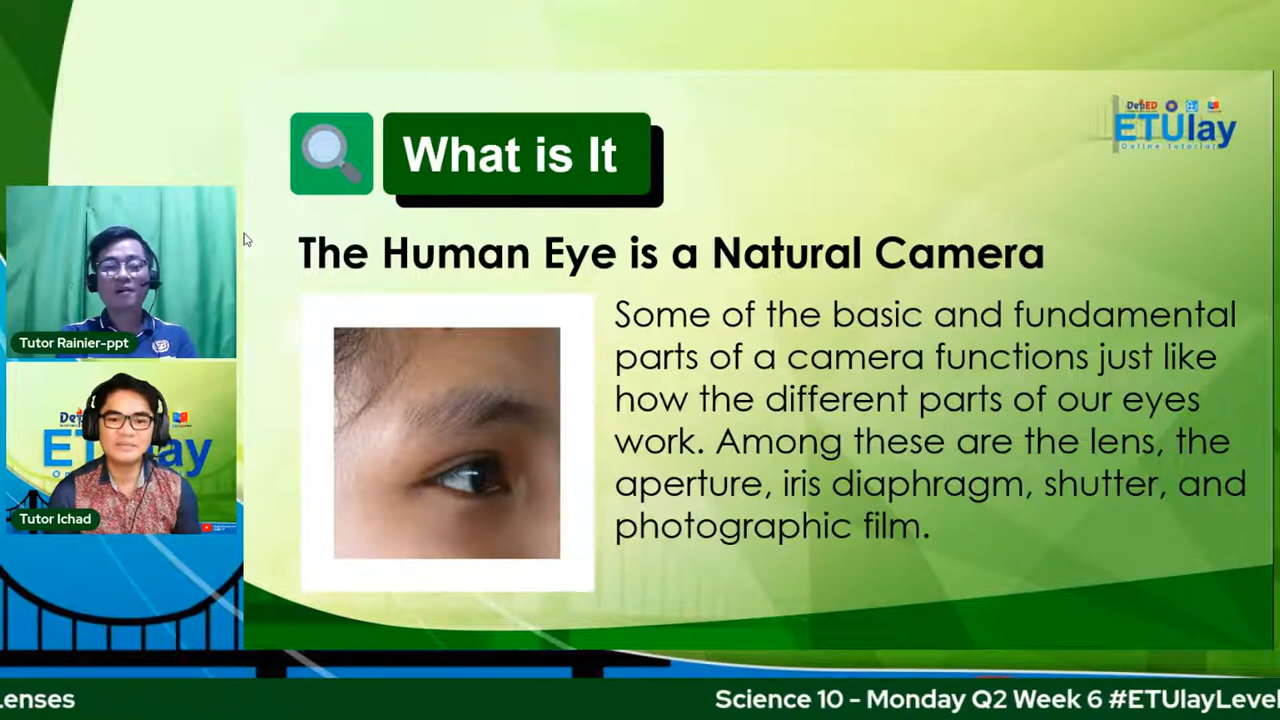 What is It
DepED
ETUlay
Online Tutorial
The Human Eye is a Natural Camera
Some of the basic and fundamental
parts of a camera functions just like
how the different parts of our eyes
work. Among these are the lens, the
aperture, iris diaphragm, shutter, and
photographic film.
Tutor Rainier-ppt
Tutor Ichad
Lenses
Science 10 - Monday Q2 Week 6 #ETUlayLevel